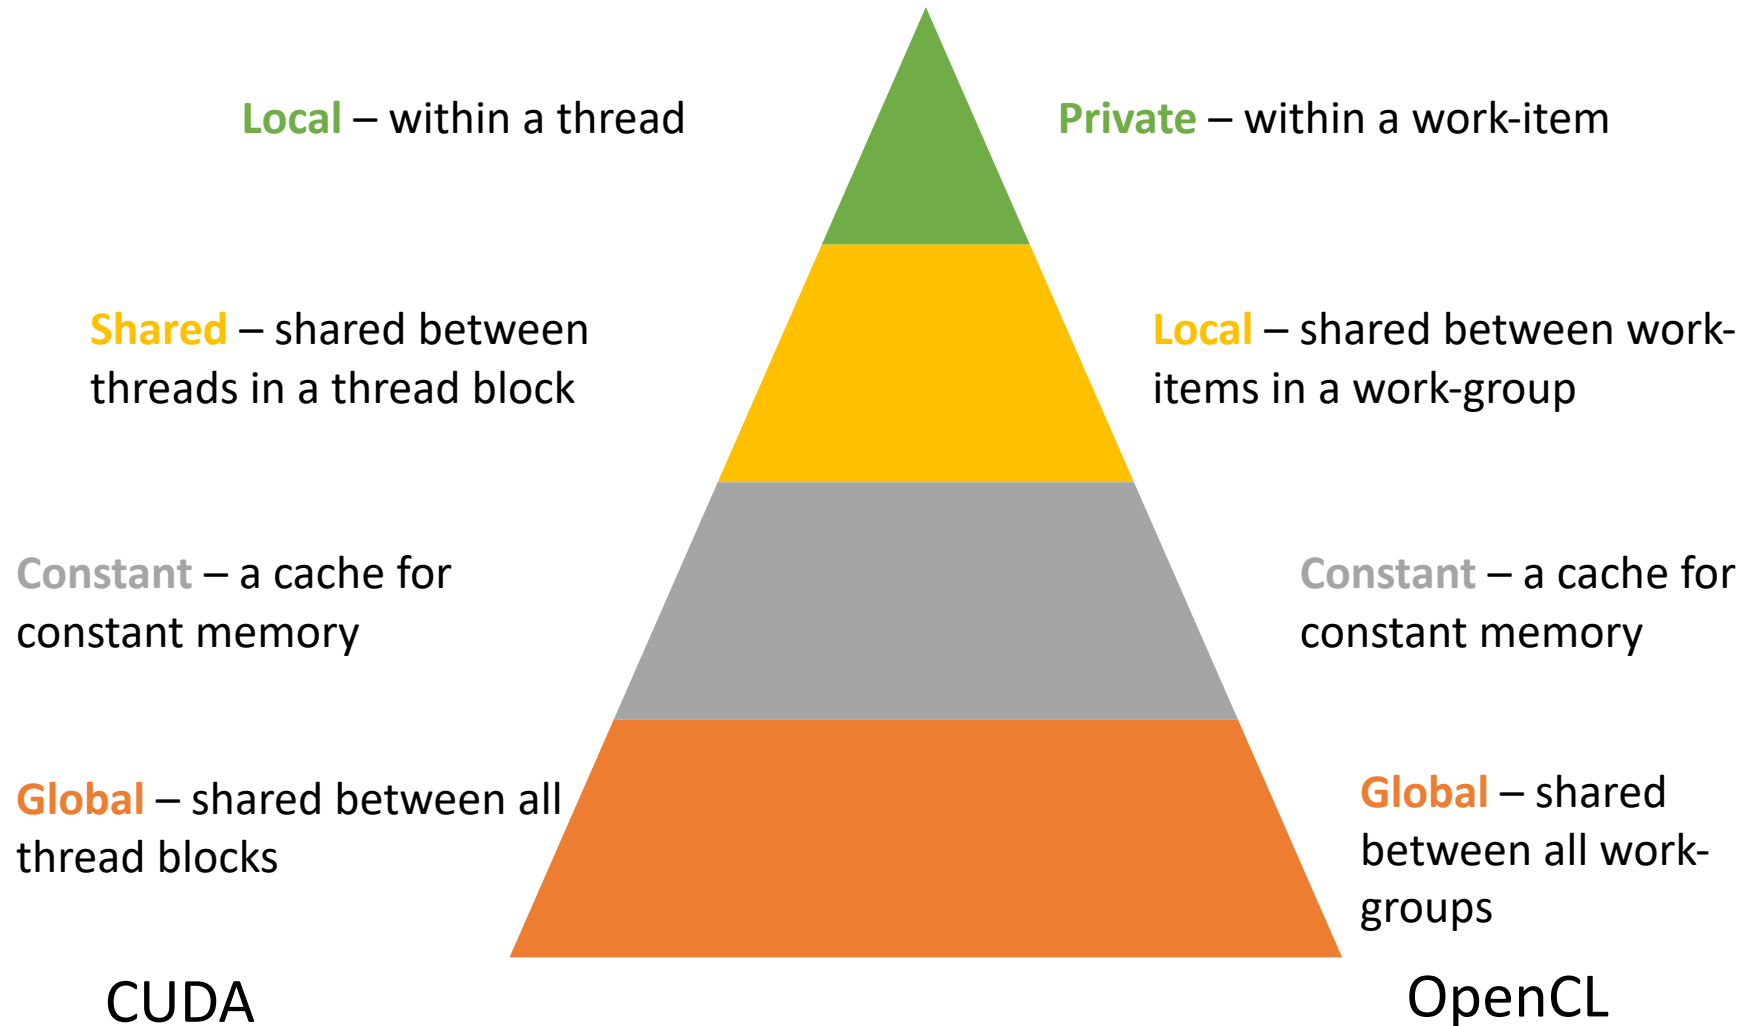 Local – within a thread
Private – within a work-item
Shared – shared between
threads in a thread block
Local – shared between work-
items in a work-group
Constant – a cache for
constant memory
Constant – a cache for
constant memory
Global – shared between all
thread blocks
Global – shared
between all work-
groups
CUDA
OpenCL